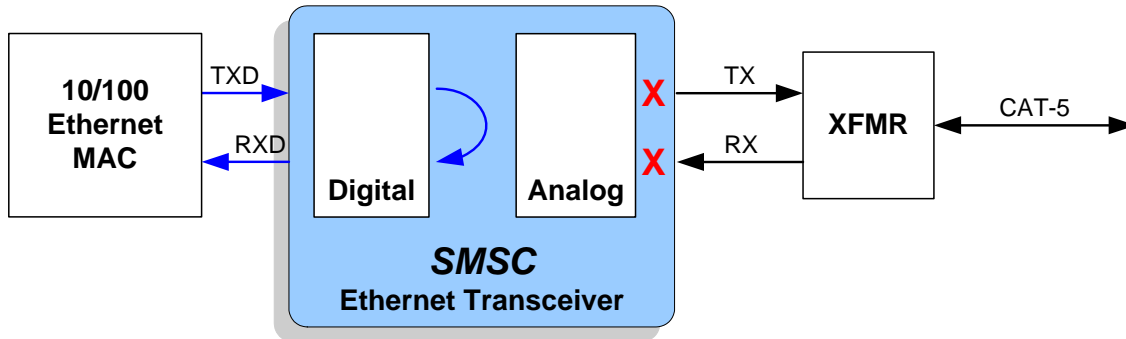 10/100
Ethernet
MAC
TXD
RXD
Digital
Analog
X
X
SMSC
Ethernet Transceiver
TX
RX
XFMR
CAT-5